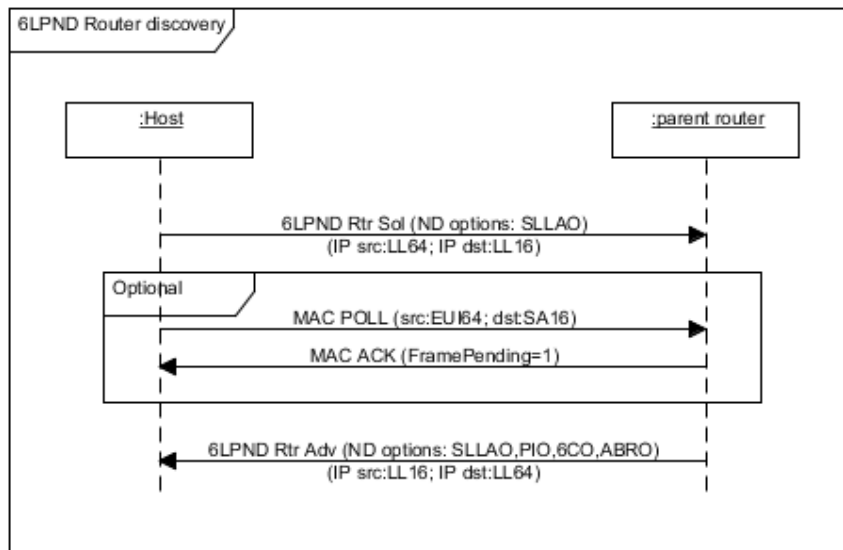 6LPND Router discovery
:Host
:parent router
6LPND Rtr Sol (ND options: SLLAO)
(IP src:LL64; IP dst:LL16)
Optional
MAC POLL (src:EUI64; dst:SA16)
MAC ACK (FramePending=1)
6LPND Rtr Adv (ND options: SLLAO,PIO,6CO,ABRO)
(IP src:LL16; IP dst:LL64)